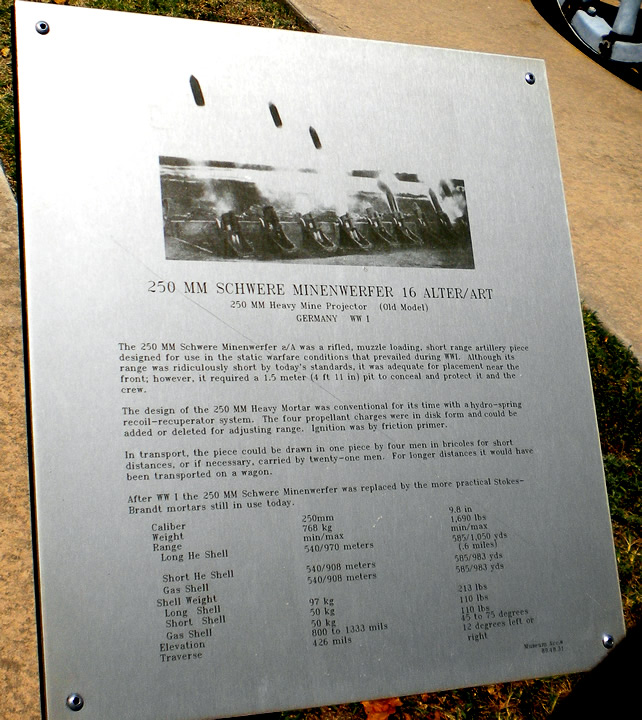 250 MM SCHWERE MINENWERFER 16 ALTER/ART
250 MM Heavy Mine Projector (Old Model)
GERMANY WW I
The 250 MM Schwere Minenwerfer a/A was a rifled, muzzle loading, short range artillery piece
designed for use in the static warfare conditions that prevailed during WWI. Although its
range was ridiculously short by today's standards, it was adequate for placement near the
front; however, it required a 1.5 meter (4 ft 11 in) pit to conceal and protect it and the
crew.
The design of the 250 MM Heavy Mortar was conventional for its time with a hydro-spring
recoil-recuperator system. The four propellant charges were in disk form and could be
added or deleted for adjusting range. Ignition was by friction primer.
In transport, the piece could be drawn in one piece by four men in bricoles for short
distances, or if necessary, carried by twenty-one men. For longer distances it would have
been transported on a wagon.
After WW I the 250 MM Schwere Minenwerfer was replaced by the more practical Stokes-
Brandt mortars still in use today.
Caliber 250mm 9.8 in
Weight 768 kg 1,690 lbs
Range min/max min/max
Long He Shell 540/970 meters 585/1,050 yds
(.6 miles)
Short He Shell 540/908 meters 585/983 yds
Gas Shell 540/908 meters 585/983 yds
Shell Weight
Long Shell 97 kg 213 lbs
Short Shell 50 kg 110 lbs
Gas Shell 50 kg 110 lbs
Elevation 800 to 1333 mils 45 to 75 degrees
Traverse 426 mils 12 degrees left or
right